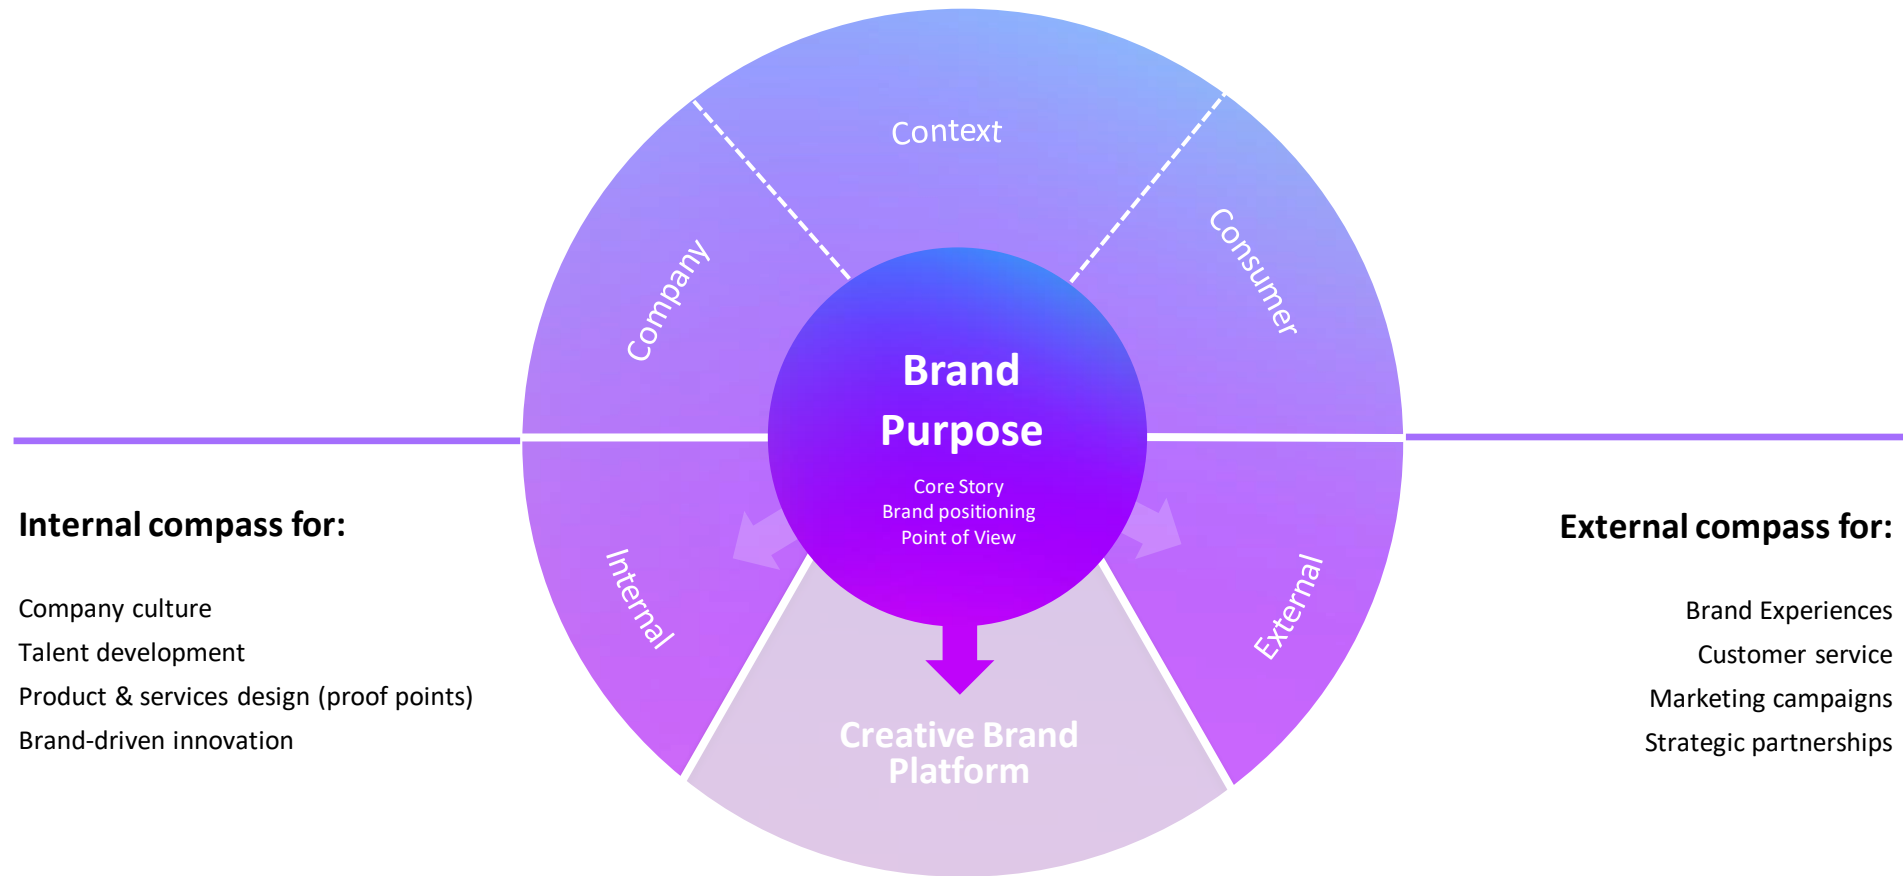 Context
Company
Consumer
Brand
Purpose
Core Story
Brand positioning
Point of View
Internal
External
Creative Brand
Platform
Internal compass for:
Company culture
Talent development
Product & services design (proof points)
Brand-driven innovation
External compass for:
Brand Experiences
Customer service
Marketing campaigns
Strategic partnerships